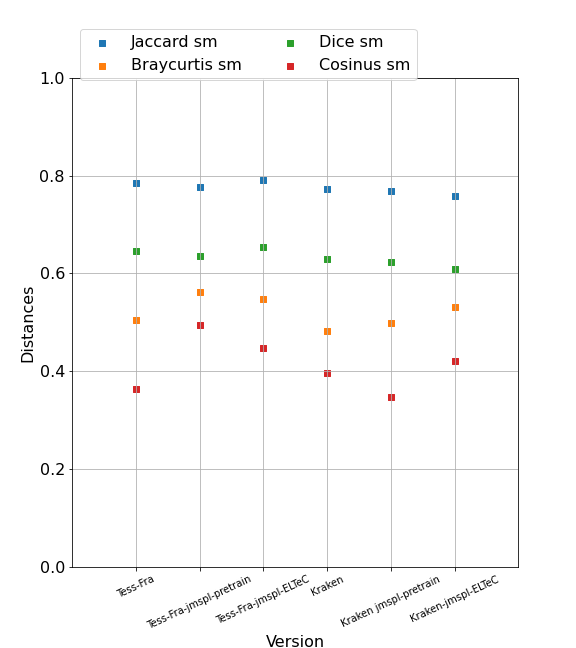 Jaccard sm
Dice sm
Braycurtis sm
Cosinus sm
1.0
0.8
0.6
0.4
0.2
0.0
Distances
Tess-Fra
Tess-Fra-jmspl-pretrain
Tess-Fra-jmspl-ELTeC
Kraken
Kraken jmspl-pretrain
Kraken-jmspl-ELTeC
Version